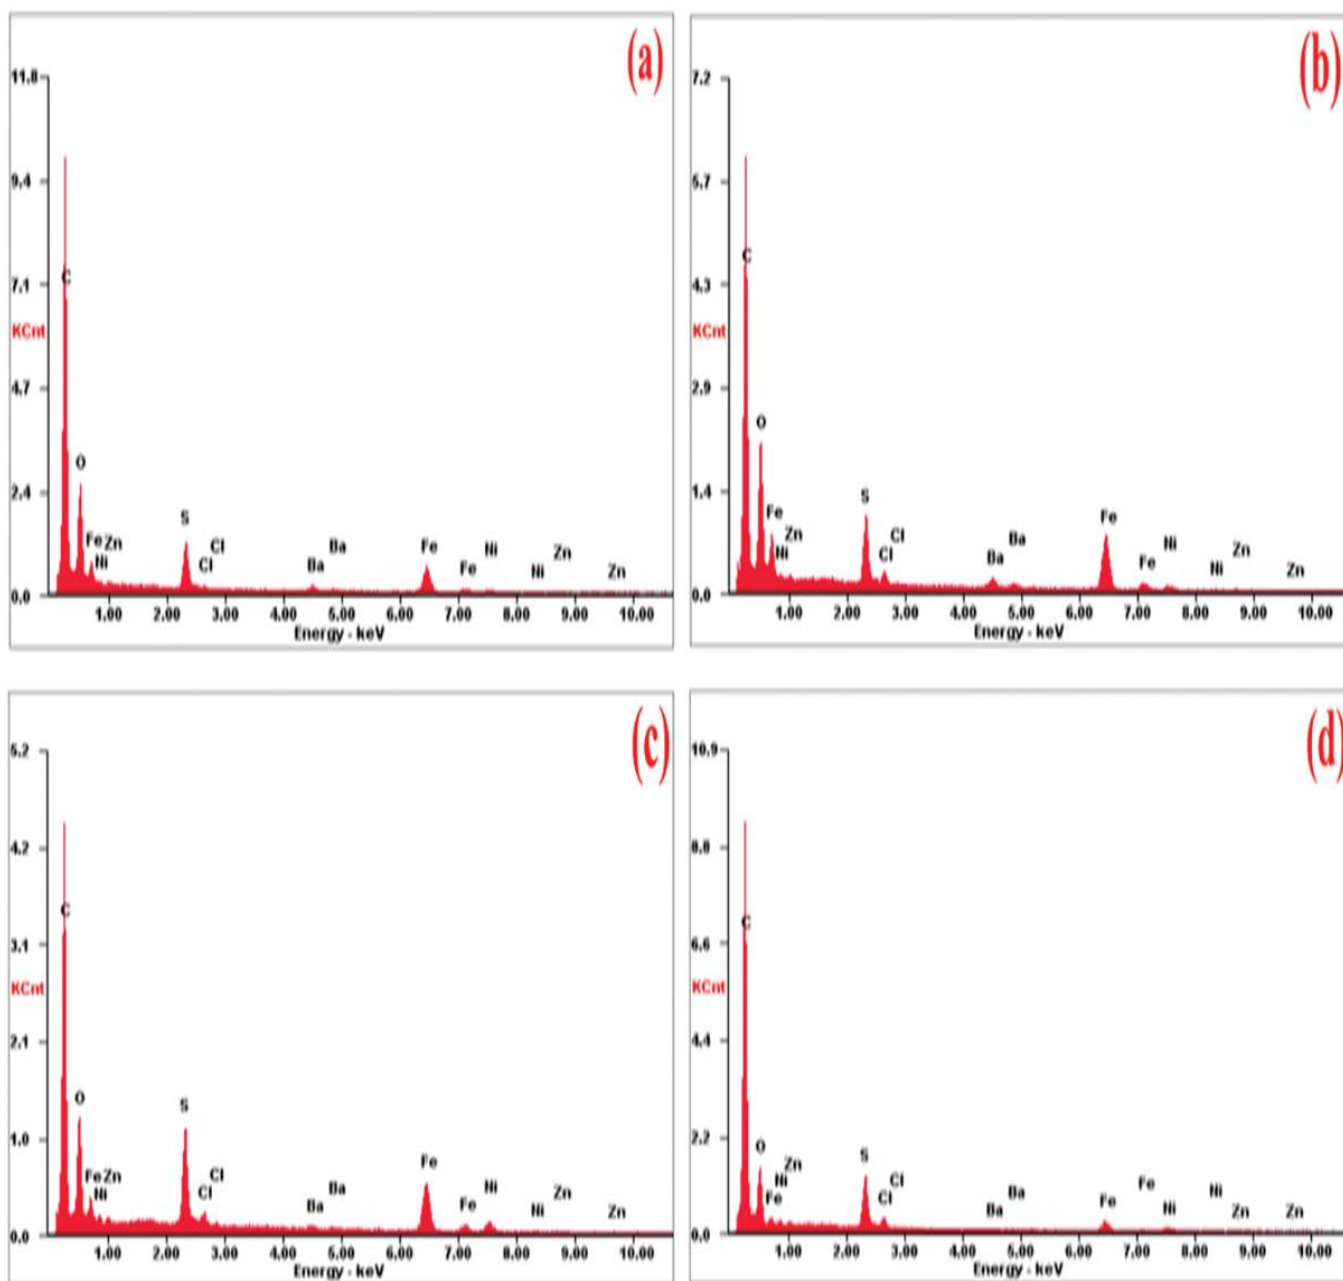 (a)
11.8
9.4
7.1
KCnt
4.7
2.4
0.0
C
O
Fe Zn
Ni
S
Cl
Cl
Ba
Ba
Fe
Fe
Ni
Ni
Zn
Zn
1.00 2.00 3.00 4.00 5.00 6.00 7.00 8.00 9.00 10.00
Energy - keV
(b)
7.2
5.7
4.3
KCnt
2.9
1.4
0.0
C
O
Fe
Zn
Ni
S
Cl
Cl
Ba
Ba
Fe
Fe
Ni
Ni
Zn
Zn
1.00 2.00 3.00 4.00 5.00 6.00 7.00 8.00 9.00 10.00
Energy - keV
(c)
5.2
4.2
3.1
KCnt
2.1
1.0
0.0
C
O
Fe Zn
Ni
S
Cl
Cl
Ba
Ba
Fe
Fe
Ni
Ni
Zn
Zn
1.00 2.00 3.00 4.00 5.00 6.00 7.00 8.00 9.00 10.00
Energy - keV
(d)
10.9
8.8
6.6
KCnt
4.4
2.2
0.0
C
O
Zn
Ni
Fe
S
Cl
Cl
Ba
Ba
Fe
Fe
Ni
Ni
Zn
Zn
1.00 2.00 3.00 4.00 5.00 6.00 7.00 8.00 9.00 10.00
Energy - keV